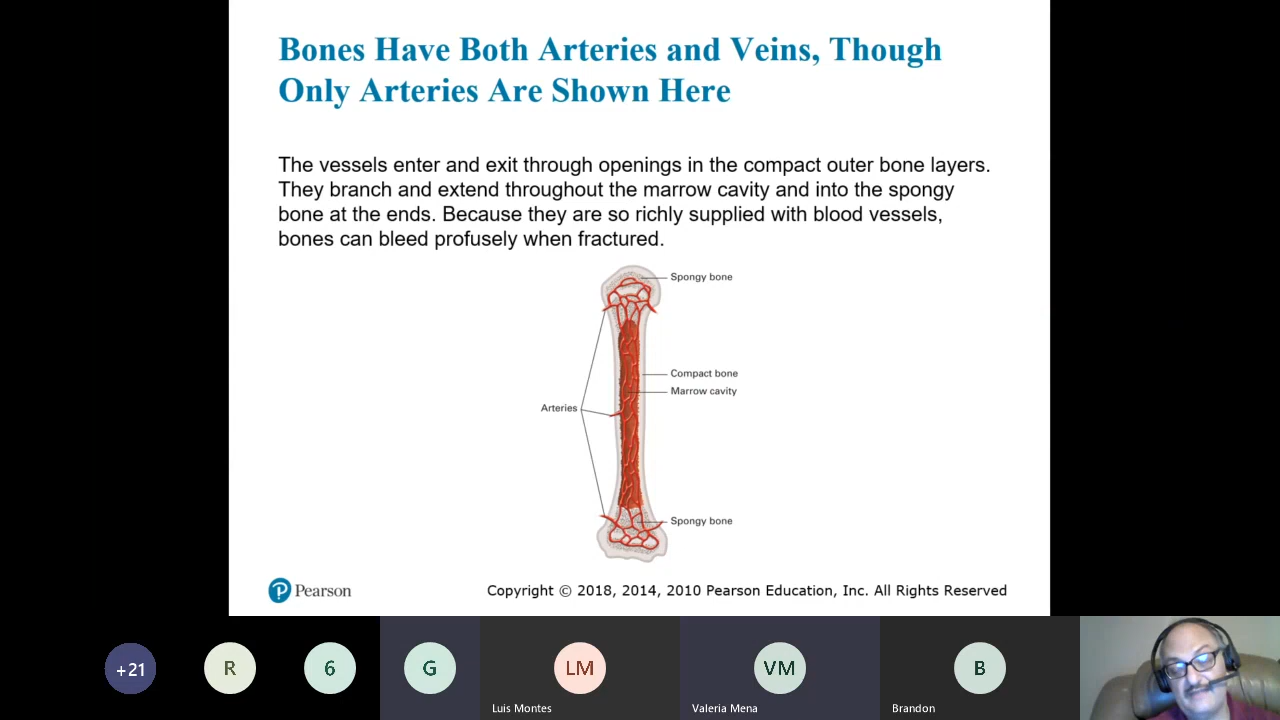 Bones Have Both Arteries and Veins, Though
Only Arteries Are Shown Here
The vessels enter and exit through openings in the compact outer bone layers.
They branch and extend throughout the marrow cavity and into the spongy
bone at the ends. Because they are so richly supplied with blood vessels,
bones can bleed profusely when fractured.
Spongy bone
Compact bone
Marrow cavity
Arteries
Spongy bone
P Pearson
Copyright © 2018, 2014, 2010 Pearson Education, Inc. All Rights Reserved
+21
R
6
G
LM
VM
B
Luis Montes
Valeria Mena
Brandon